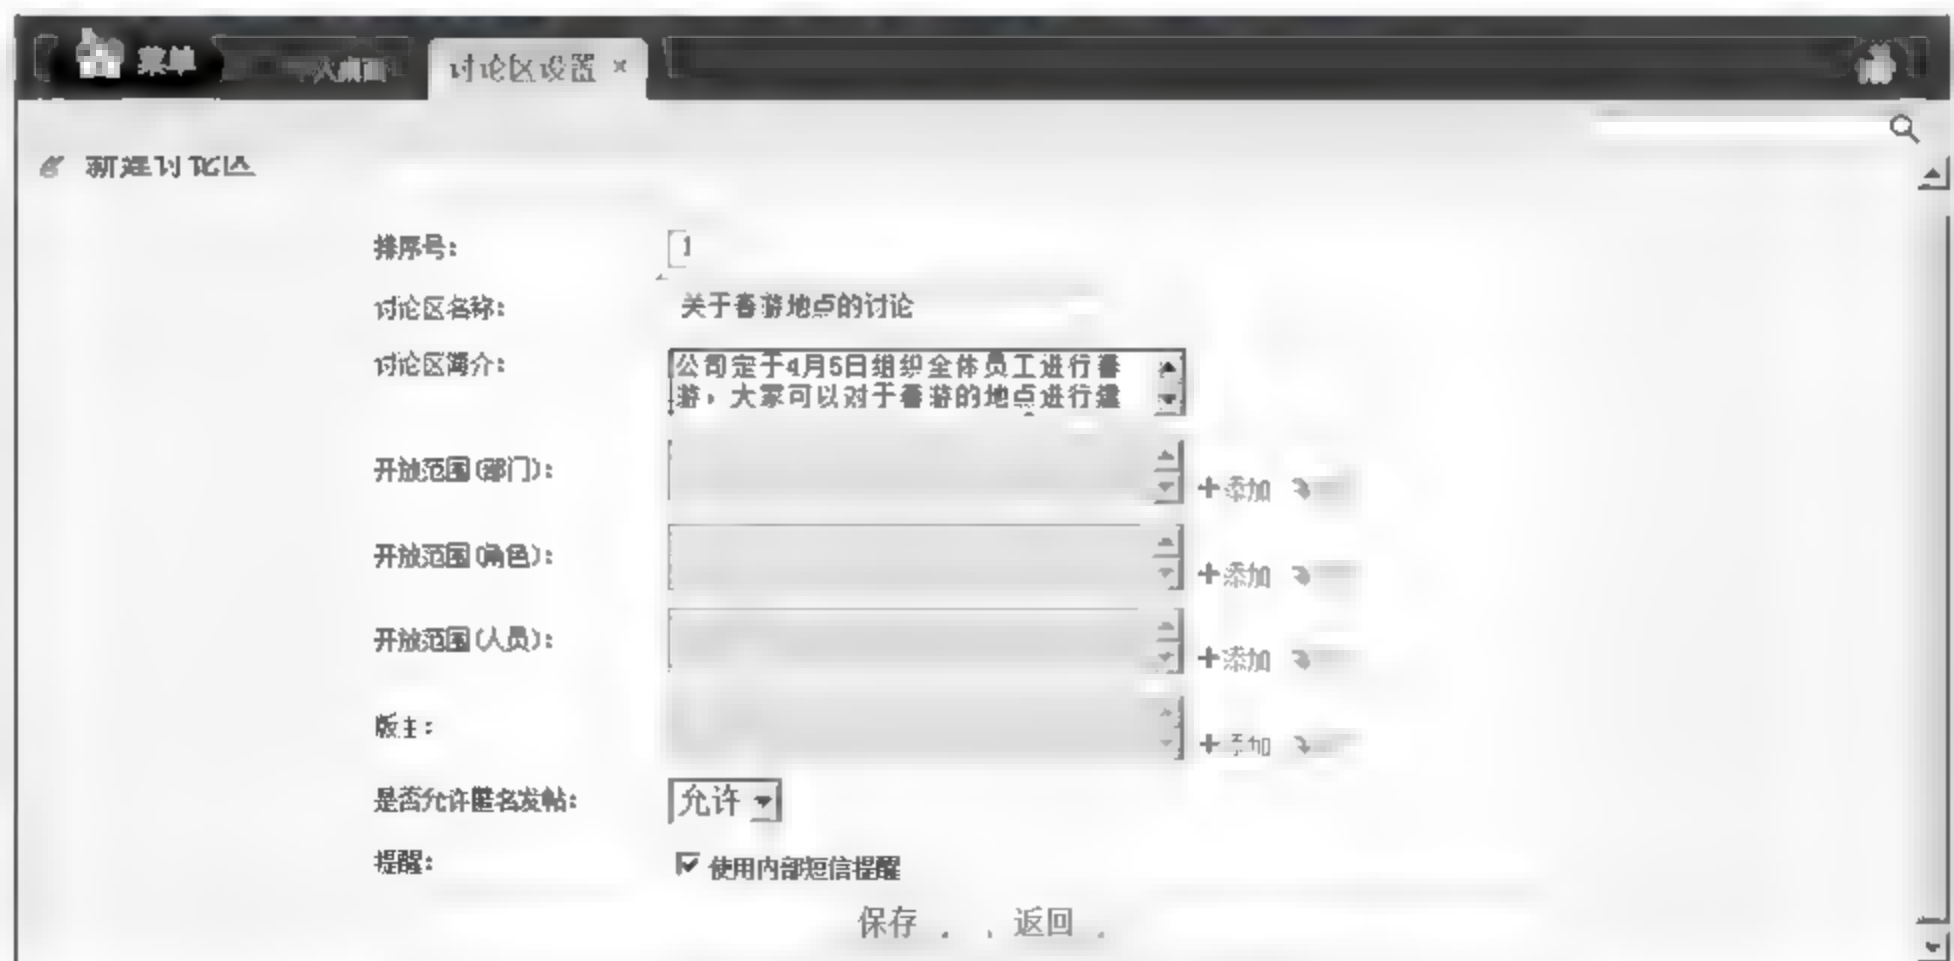 菜单
个人桌面
讨论区设置 ×
新建讨论区
排序号:
1
讨论区名称:
关于春游地点的讨论
讨论区简介:
公司定于4月5日组织全体员工进行春
游，大家可以对于春游的地点进行建
开放范围(部门):
添加
开放范围(角色):
添加
开放范围(人员):
添加
版主:
添加
是否允许匿名发帖:
允许
提醒:
使用内部短信提醒
保存
返回